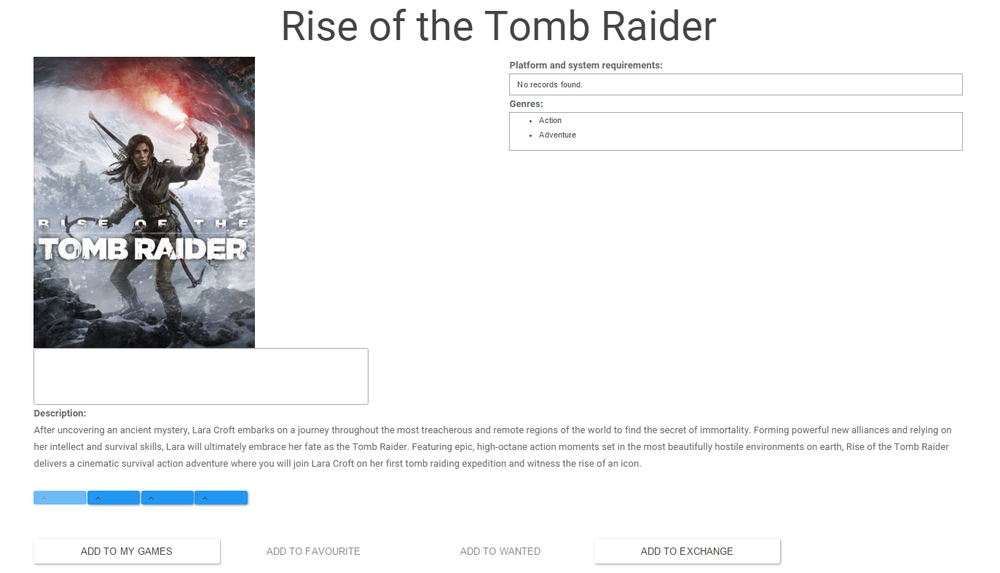 Rise of the Tomb Raider
RISE OF THE
TOMB RAIDER
Platform and system requirements:
No records found.
Genres:
Action
Adventure
Description:
After uncovering an ancient mystery, Lara Croft embarks on a journey throughout the most treacherous and remote regions of the world to find the secret of immortality. Forming powerful new alliances and relying on
her intellect and survival skills, Lara will ultimately embrace her fate as the Tomb Raider. Featuring epic, high-octane action moments set in the most beautifully hostile environments on earth, Rise of the Tomb Raider
delivers a cinematic survival action adventure where you will join Lara Croft on her first tomb raiding expedition and witness the rise of an icon.
ADD TO MY GAMES
ADD TO FAVOURITE
ADD TO WANTED
ADD TO EXCHANGE